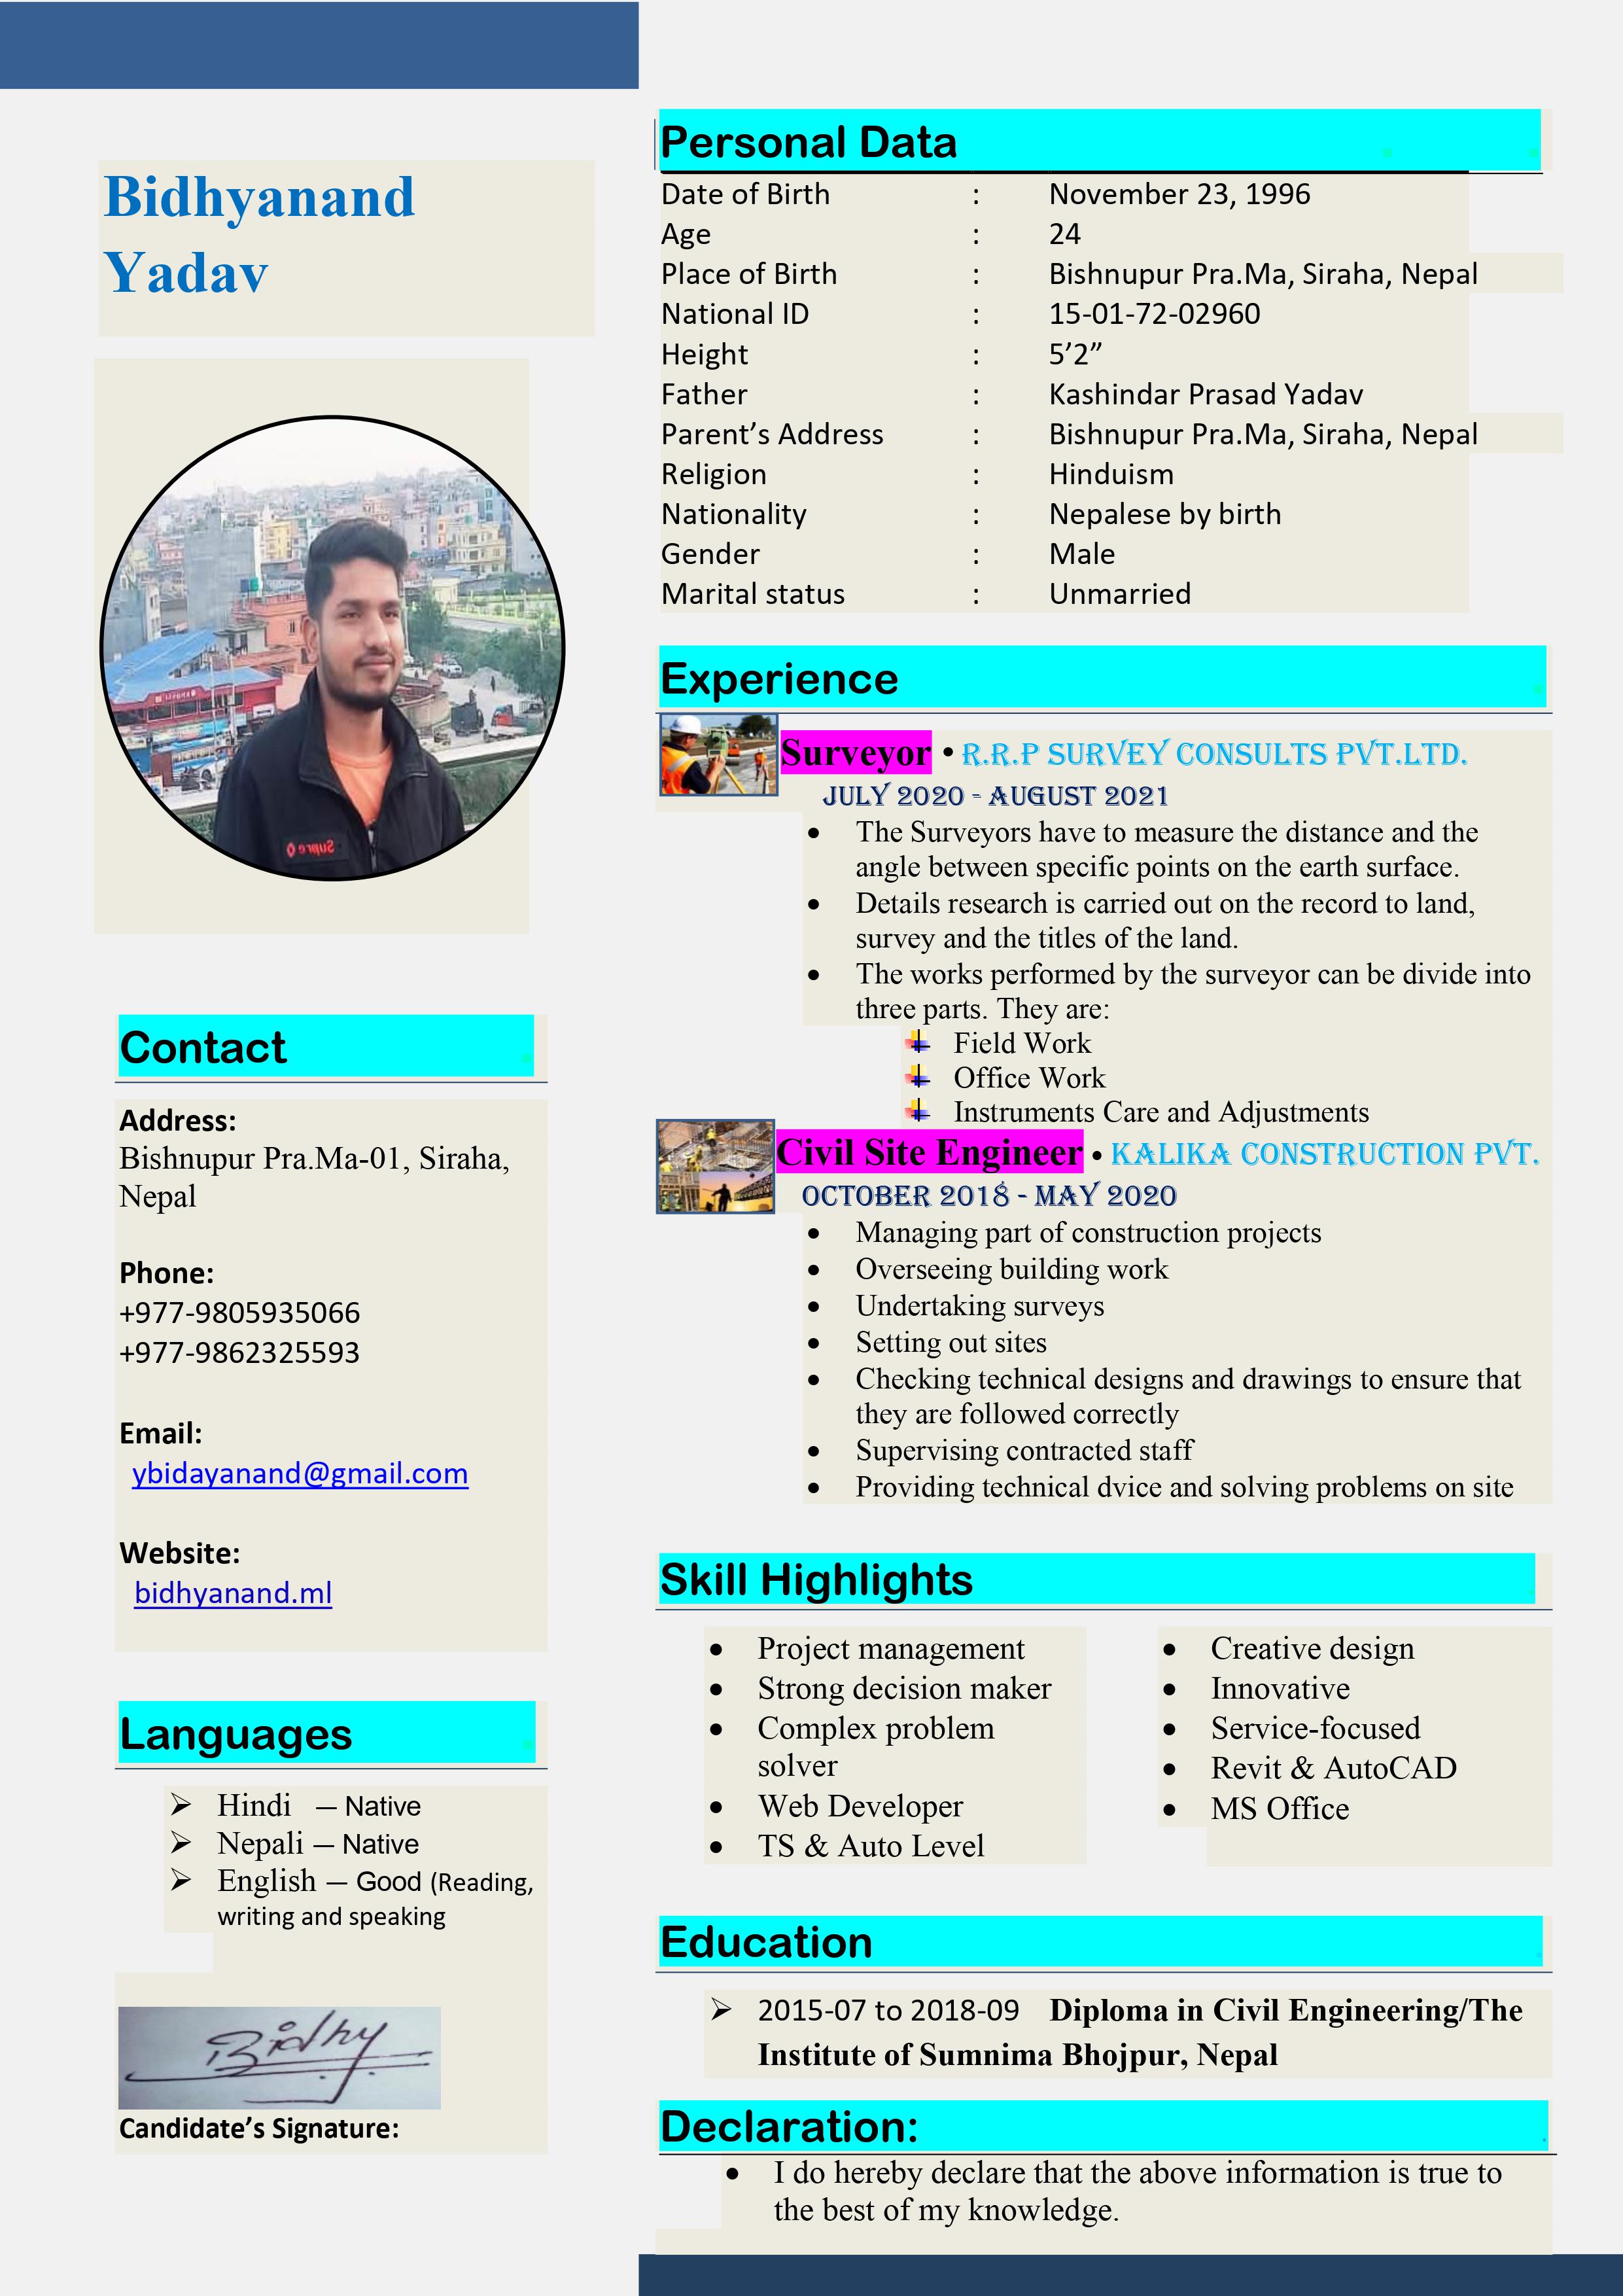 Bidhyanand
Yadav
Contact
Address:
Bishnupur Pra.Ma-01, Siraha,
Nepal
Phone:
+977-9805935066
+977-9862325593
Email:
ybidayanand@gmail.com
Website:
bidhyanand.ml
Languages
Hindi — Native
Nepali — Native
English — Good (Reading,
writing and speaking
Bidhy
Candidate’s Signature:
Personal Data
Date of Birth : November 23, 1996
Age : 24
Place of Birth : Bishnupur Pra.Ma, Siraha, Nepal
National ID : 15-01-72-02960
Height : 5’2”
Father : Kashindar Prasad Yadav
Parent’s Address : Bishnupur Pra.Ma, Siraha, Nepal
Religion : Hinduism
Nationality : Nepalese by birth
Gender : Male
Marital status : Unmarried
Experience
Surveyor • R.R.P SURVEY CONSULTS PVT.LTD.
JULY 2020 - AUGUST 2021
• The Surveyors have to measure the distance and the
angle between specific points on the earth surface.
• Details research is carried out on the record to land,
survey and the titles of the land.
• The works performed by the surveyor can be divide into
three parts. They are:
Field Work
Office Work
Instruments Care and Adjustments
Civil Site Engineer • KALIKA CONSTRUCTION PVT.
OCTOBER 2018 - MAY 2020
• Managing part of construction projects
• Overseeing building work
• Undertaking surveys
• Setting out sites
• Checking technical designs and drawings to ensure that
they are followed correctly
• Supervising contracted staff
• Providing technical dvice and solving problems on site
Skill Highlights
• Project management
• Strong decision maker
• Complex problem
solver
• Web Developer
• TS & Auto Level
• Creative design
• Innovative
• Service-focused
• Revit & AutoCAD
• MS Office
Education
2015-07 to 2018-09 Diploma in Civil Engineering/The
Institute of Sumnima Bhojpur, Nepal
Declaration:
• I do hereby declare that the above information is true to
the best of my knowledge.